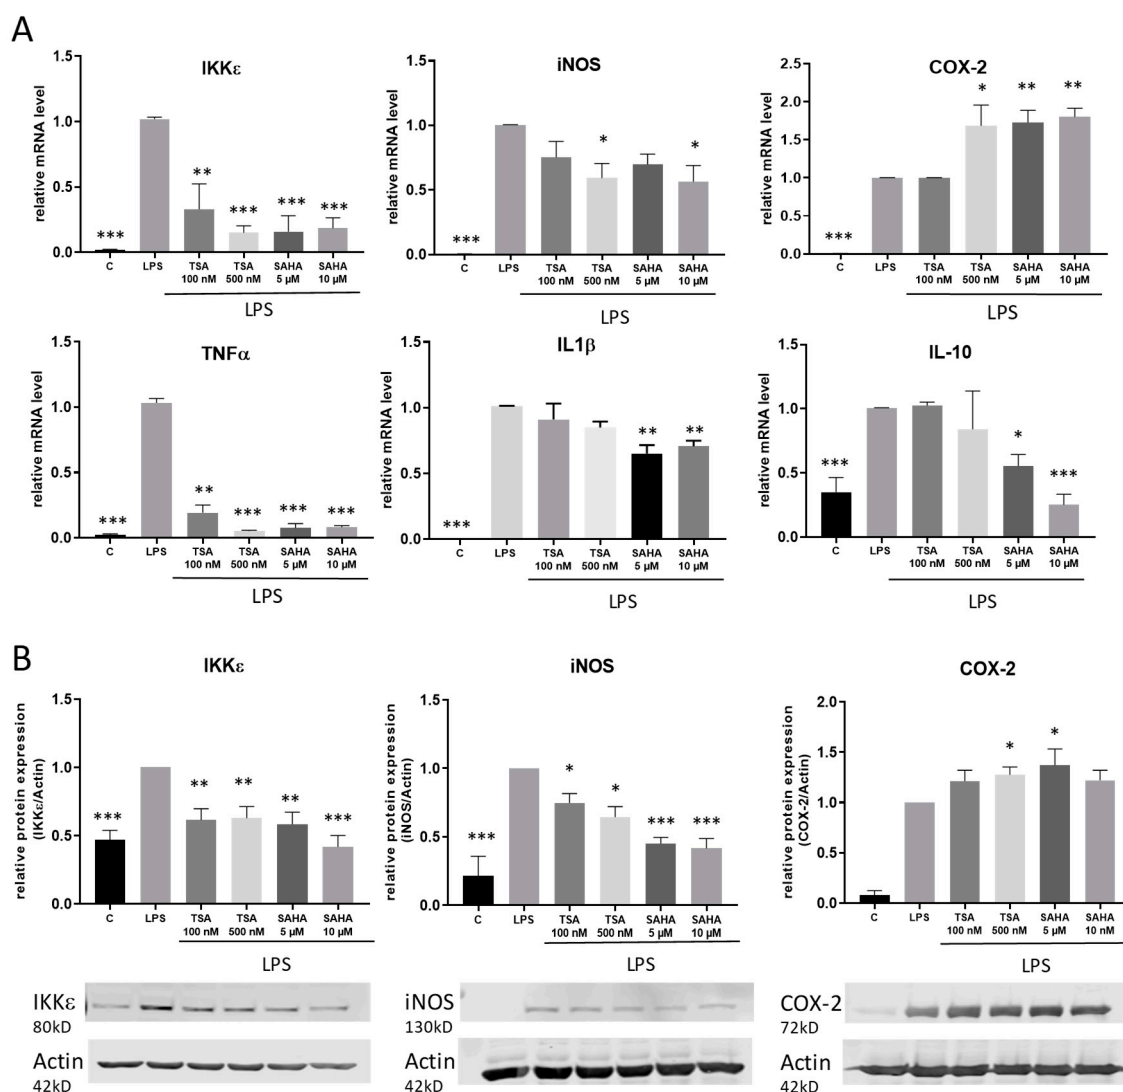 A
IKKε
relative mRNA level
1.5
1.0
0.5
0.0
***
**
***
***
***
C
LPS
TSA 100 nM
TSA 500 nM
SAHA 5 µM
SAHA 10 µM
LPS
iNOS
relative mRNA level
1.5
1.0
0.5
0.0
***
*
*
C
LPS
TSA 100 nM
TSA 500 nM
SAHA 5 µM
SAHA 10 µM
LPS
COX-2
relative mRNA level
2.5
2.0
1.5
1.0
0.5
0.0
***
*
**
**
C
LPS
TSA 100 nM
TSA 500 nM
SAHA 5 µM
SAHA 10 µM
LPS
TNFα
relative mRNA level
1.5
1.0
0.5
0.0
***
**
***
***
***
C
LPS
TSA 100 nM
TSA 500 nM
SAHA 5 µM
SAHA 10 µM
LPS
IL1β
relative mRNA level
1.5
1.0
0.5
0.0
***
**
**
C
LPS
TSA 100 nM
TSA 500 nM
SAHA 5 µM
SAHA 10 µM
LPS
IL-10
relative mRNA level
1.5
1.0
0.5
0.0
***
*
***
C
LPS
TSA 100 nM
TSA 500 nM
SAHA 5 µM
SAHA 10 µM
LPS
B
IKKε
relative protein expression
(IKKε/Actin)
1.5
1.0
0.5
0.0
***
**
**
**
***
C
LPS
TSA 100 nM
TSA 500 nM
SAHA 5 µM
SAHA 10 µM
LPS
iNOS
relative protein expression
(iNOS/Actin)
1.5
1.0
0.5
0.0
***
*
*
***
***
C
LPS
TSA 100 nM
TSA 500 nM
SAHA 5 µM
SAHA 10 µM
LPS
COX-2
relative protein expression
(COX-2/Actin)
2.0
1.5
1.0
0.5
0.0
*
*
C
LPS
TSA 100 nM
TSA 500 nM
SAHA 5 µM
SAHA 10 nM
LPS
IKKε
80kD
Actin
42kD
iNOS
130kD
Actin
42kD
COX-2
72kD
Actin
42kD